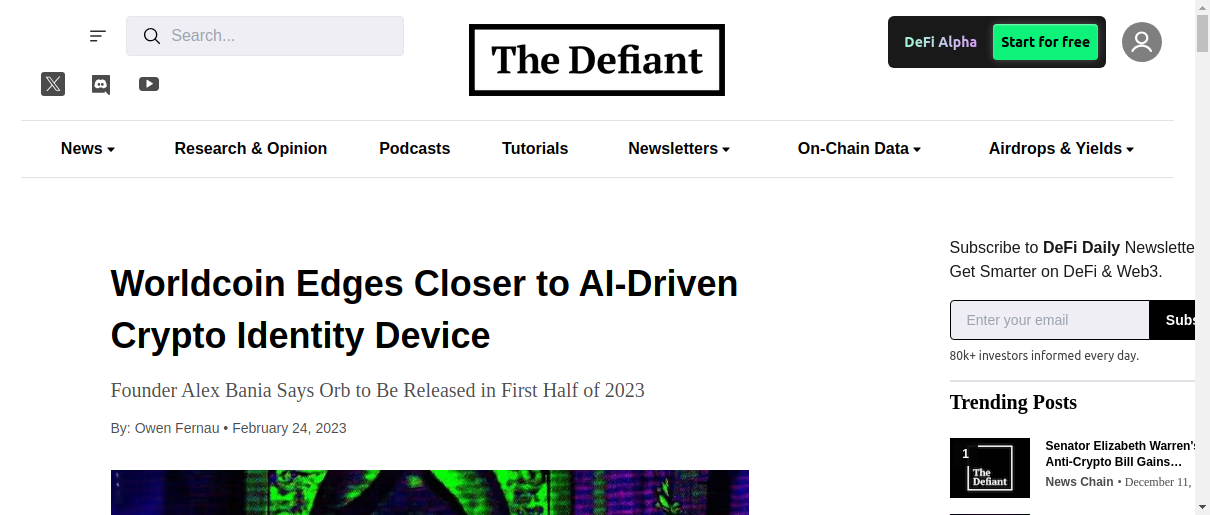 Search...
The Defiant
DeFi Alpha
Start for free
News
Research & Opinion
Podcasts
Tutorials
Newsletters
On-Chain Data
Airdrops & Yields
Worldcoin Edges Closer to AI-Driven
Crypto Identity Device
Founder Alex Bania Says Orb to Be Released in First Half of 2023
By: Owen Fernau • February 24, 2023
Subscribe to DeFi Daily Newslette
Get Smarter on DeFi & Web3.
Enter your email
Subs
80k+ investors informed every day.
Trending Posts
1
The
Defiant
Senator Elizabeth Warren's
Anti-Crypto Bill Gains…
News Chain • December 11,